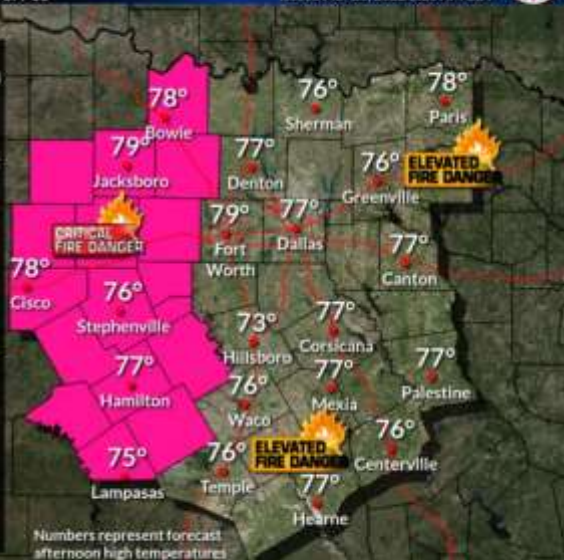 78°
Bowie
76°
Sherman
78°
Paris
79°
Jacksboro
77°
Denton
76°
Greenville
ELEVATED
FIRE DANGER
CRITICAL
FIRE DANGER
79°
Fort
Worth
77°
Dallas
77°
Canton
78°
Cisco
76°
Stephenville
73°
Hillsboro
77°
Corsicana
77°
Hamilton
76°
Waco
77°
Mexia
77°
Palestine
75°
Lampasas
76°
Temple
ELEVATED
FIRE DANGER
76°
Centerville
77°
Hearne
Numbers represent forecast
afternoon high temperatures